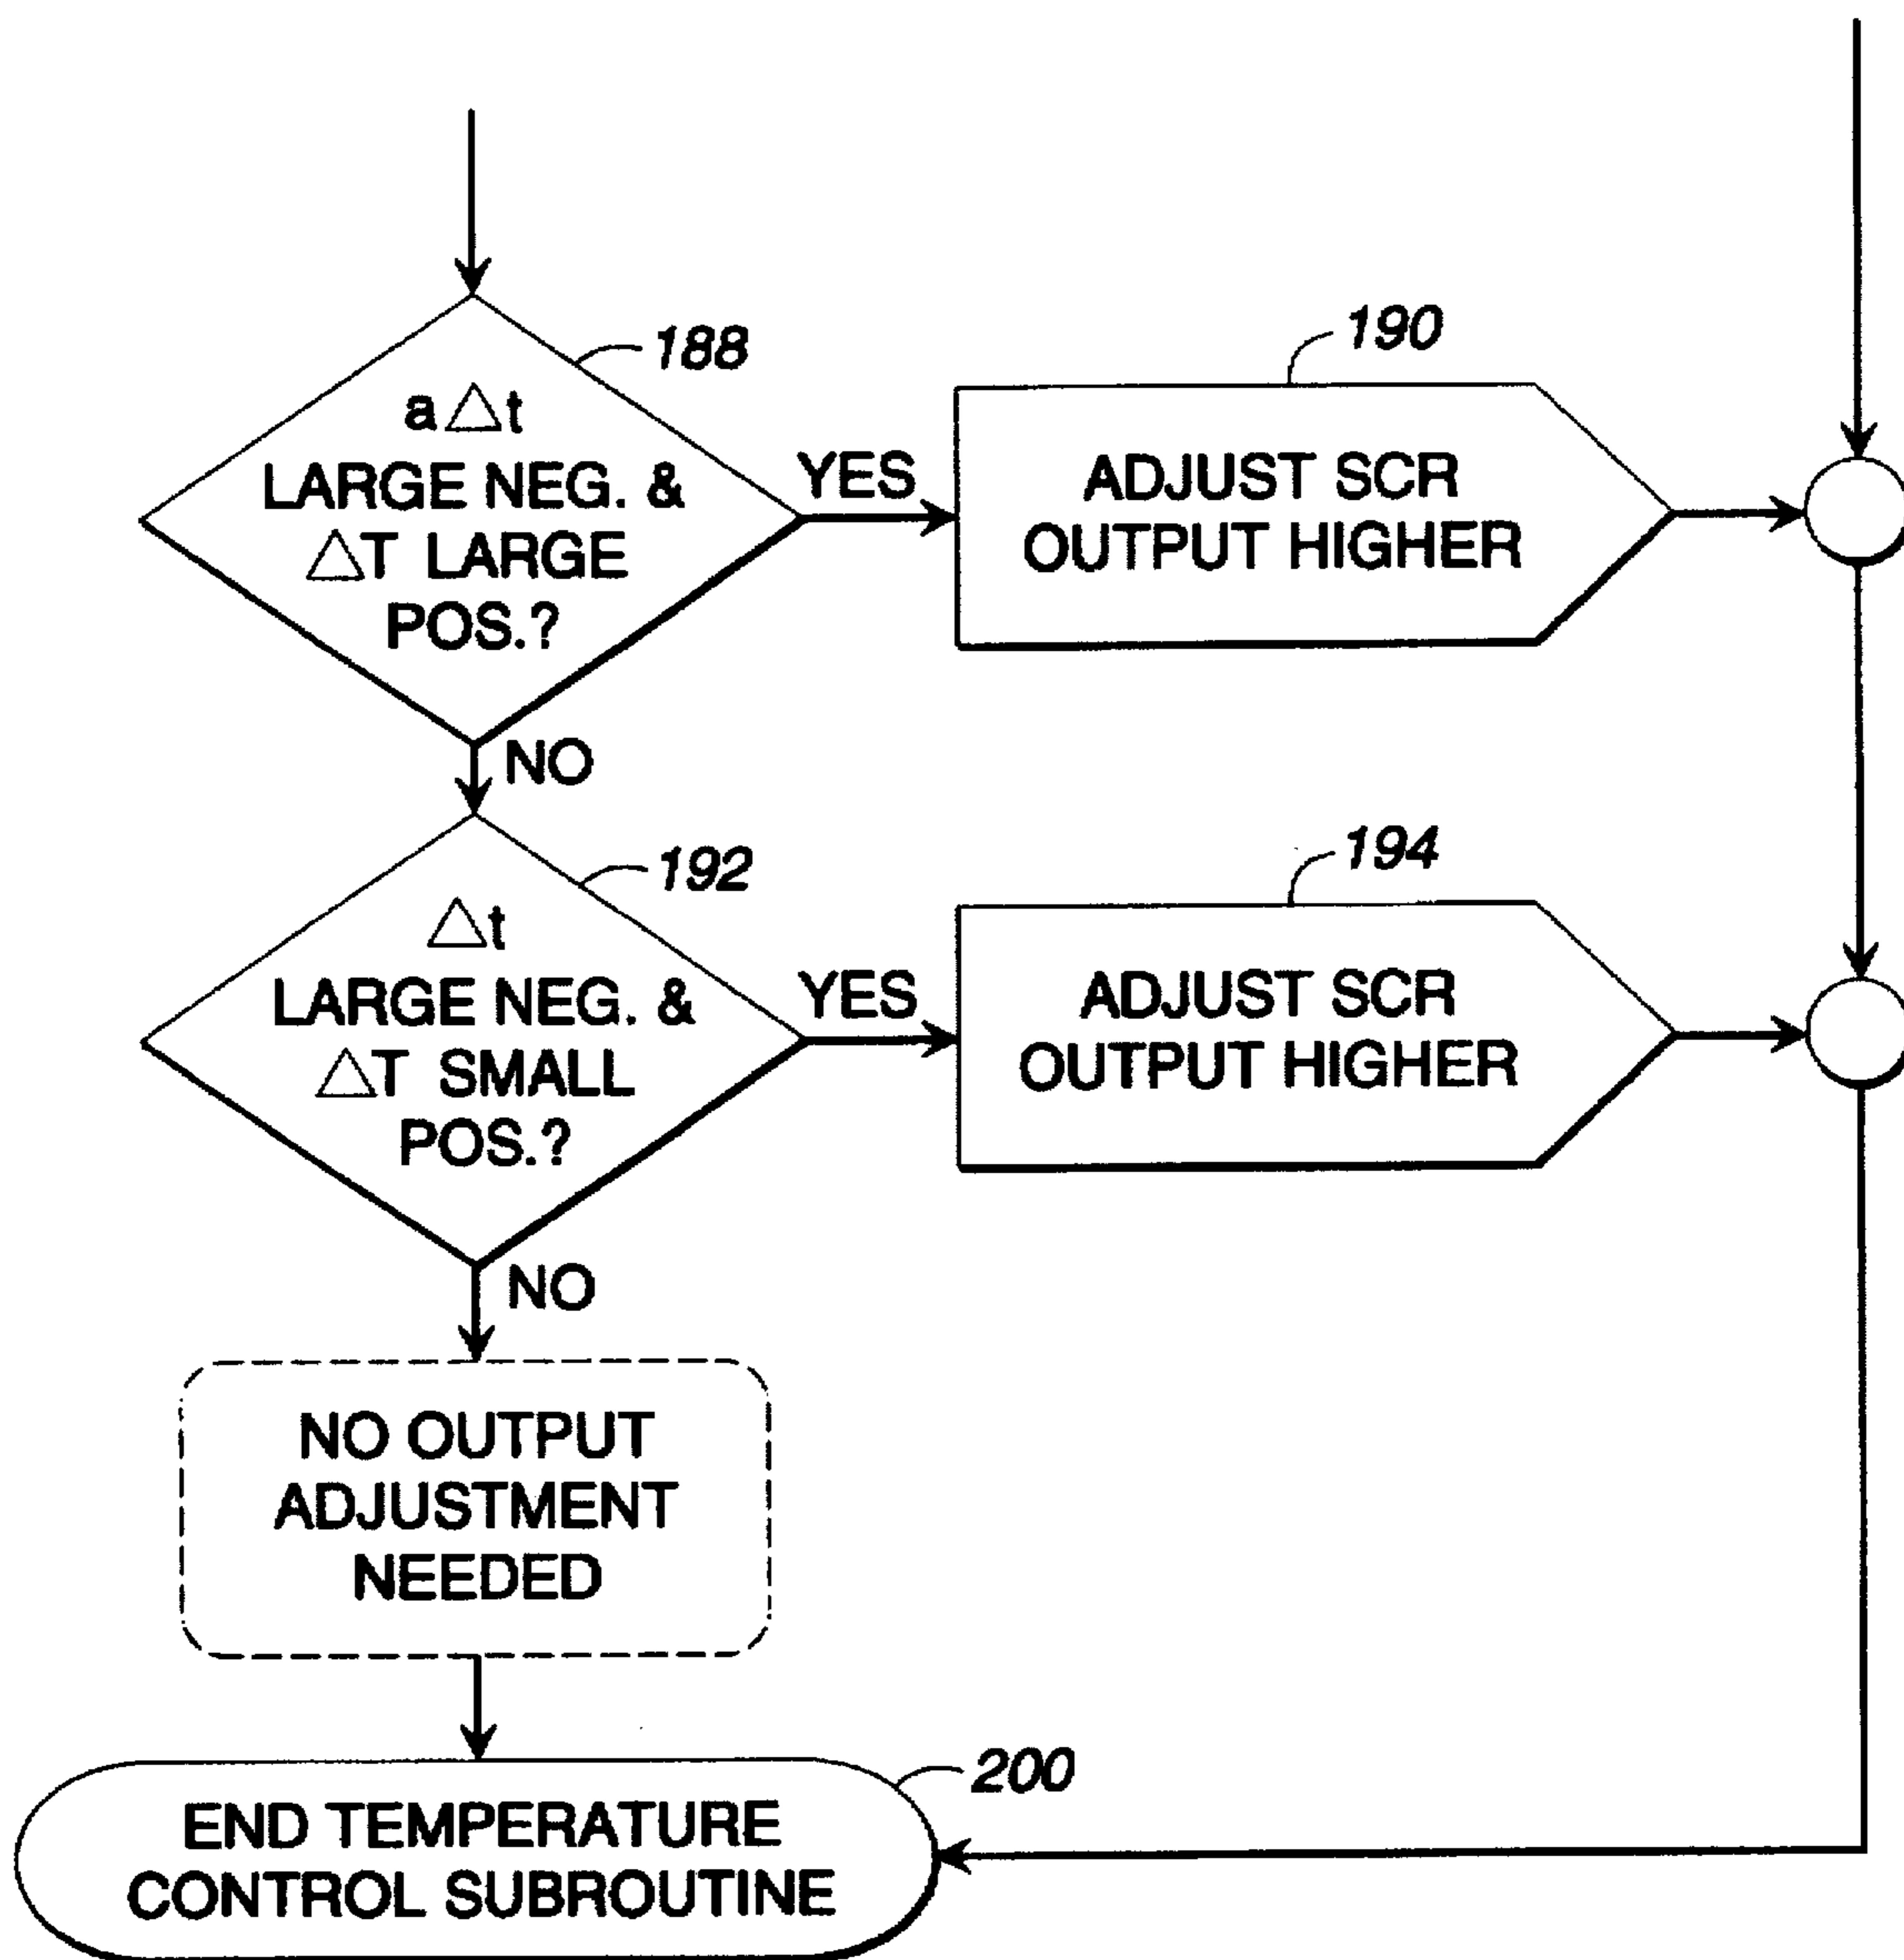 188
a△t
LARGE NEG. &
△T LARGE
POS.?
YES
190
ADJUST SCR
OUTPUT HIGHER
NO
192
△t
LARGE NEG. &
△T SMALL
POS.?
YES
194
ADJUST SCR
OUTPUT HIGHER
NO
NO OUTPUT
ADJUSTMENT
NEEDED
200
END TEMPERATURE
CONTROL SUBROUTINE